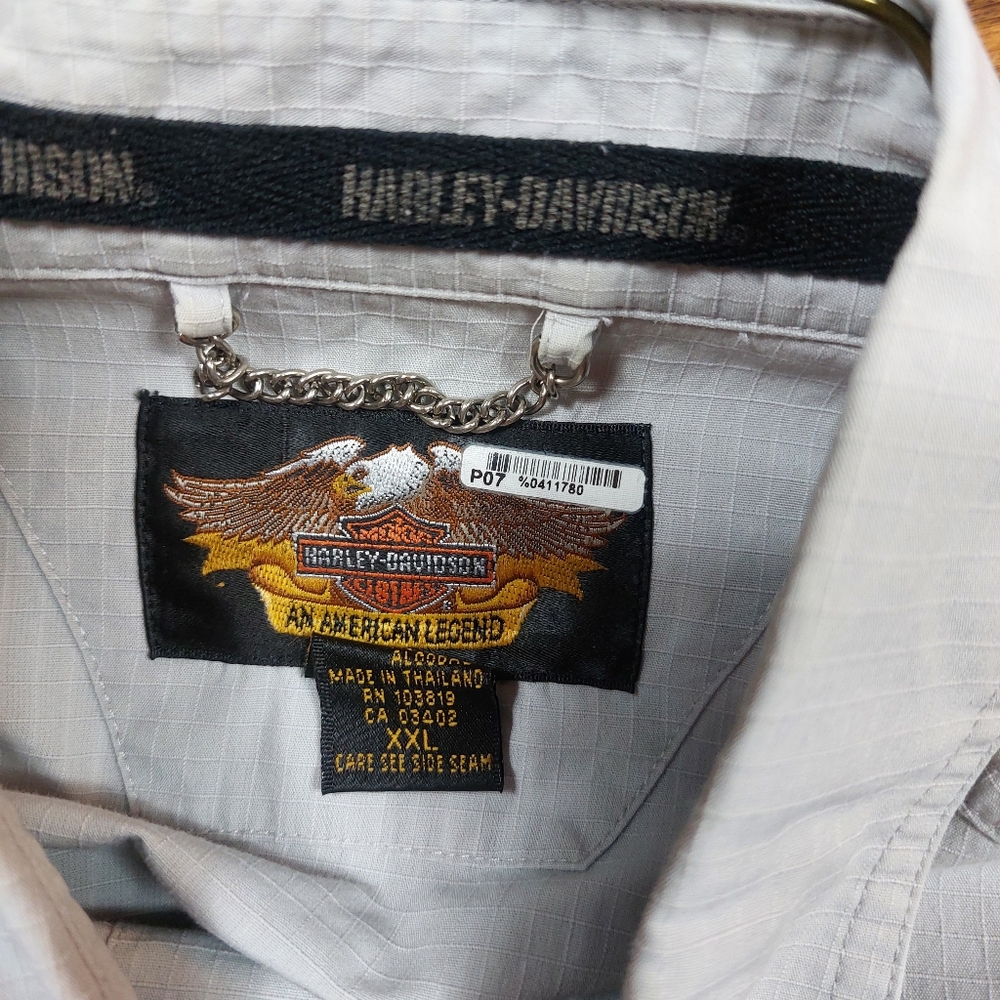 HARLEY-DAVIDSON®
P07 %0411780
HARLEY-DAVIDSON
®
AN AMERICAN LEGEND
MADE IN THAILAND
RN 103819
CA 03402
XXL
CARE SEE SIDE SEAM